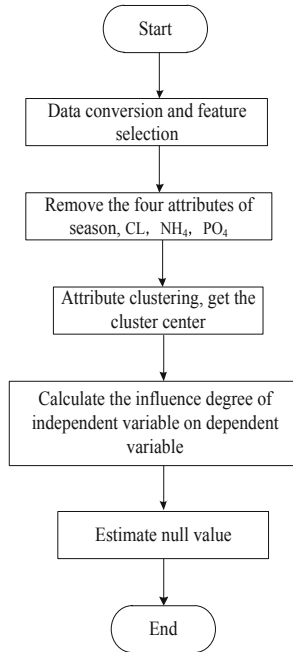 Start
Data conversion and feature
selection
Remove the four attributes of
season, CL, NH₄, PO₄
Attribute clustering, get the
cluster center
Calculate the influence degree of
independent variable on dependent
variable
Estimate null value
End